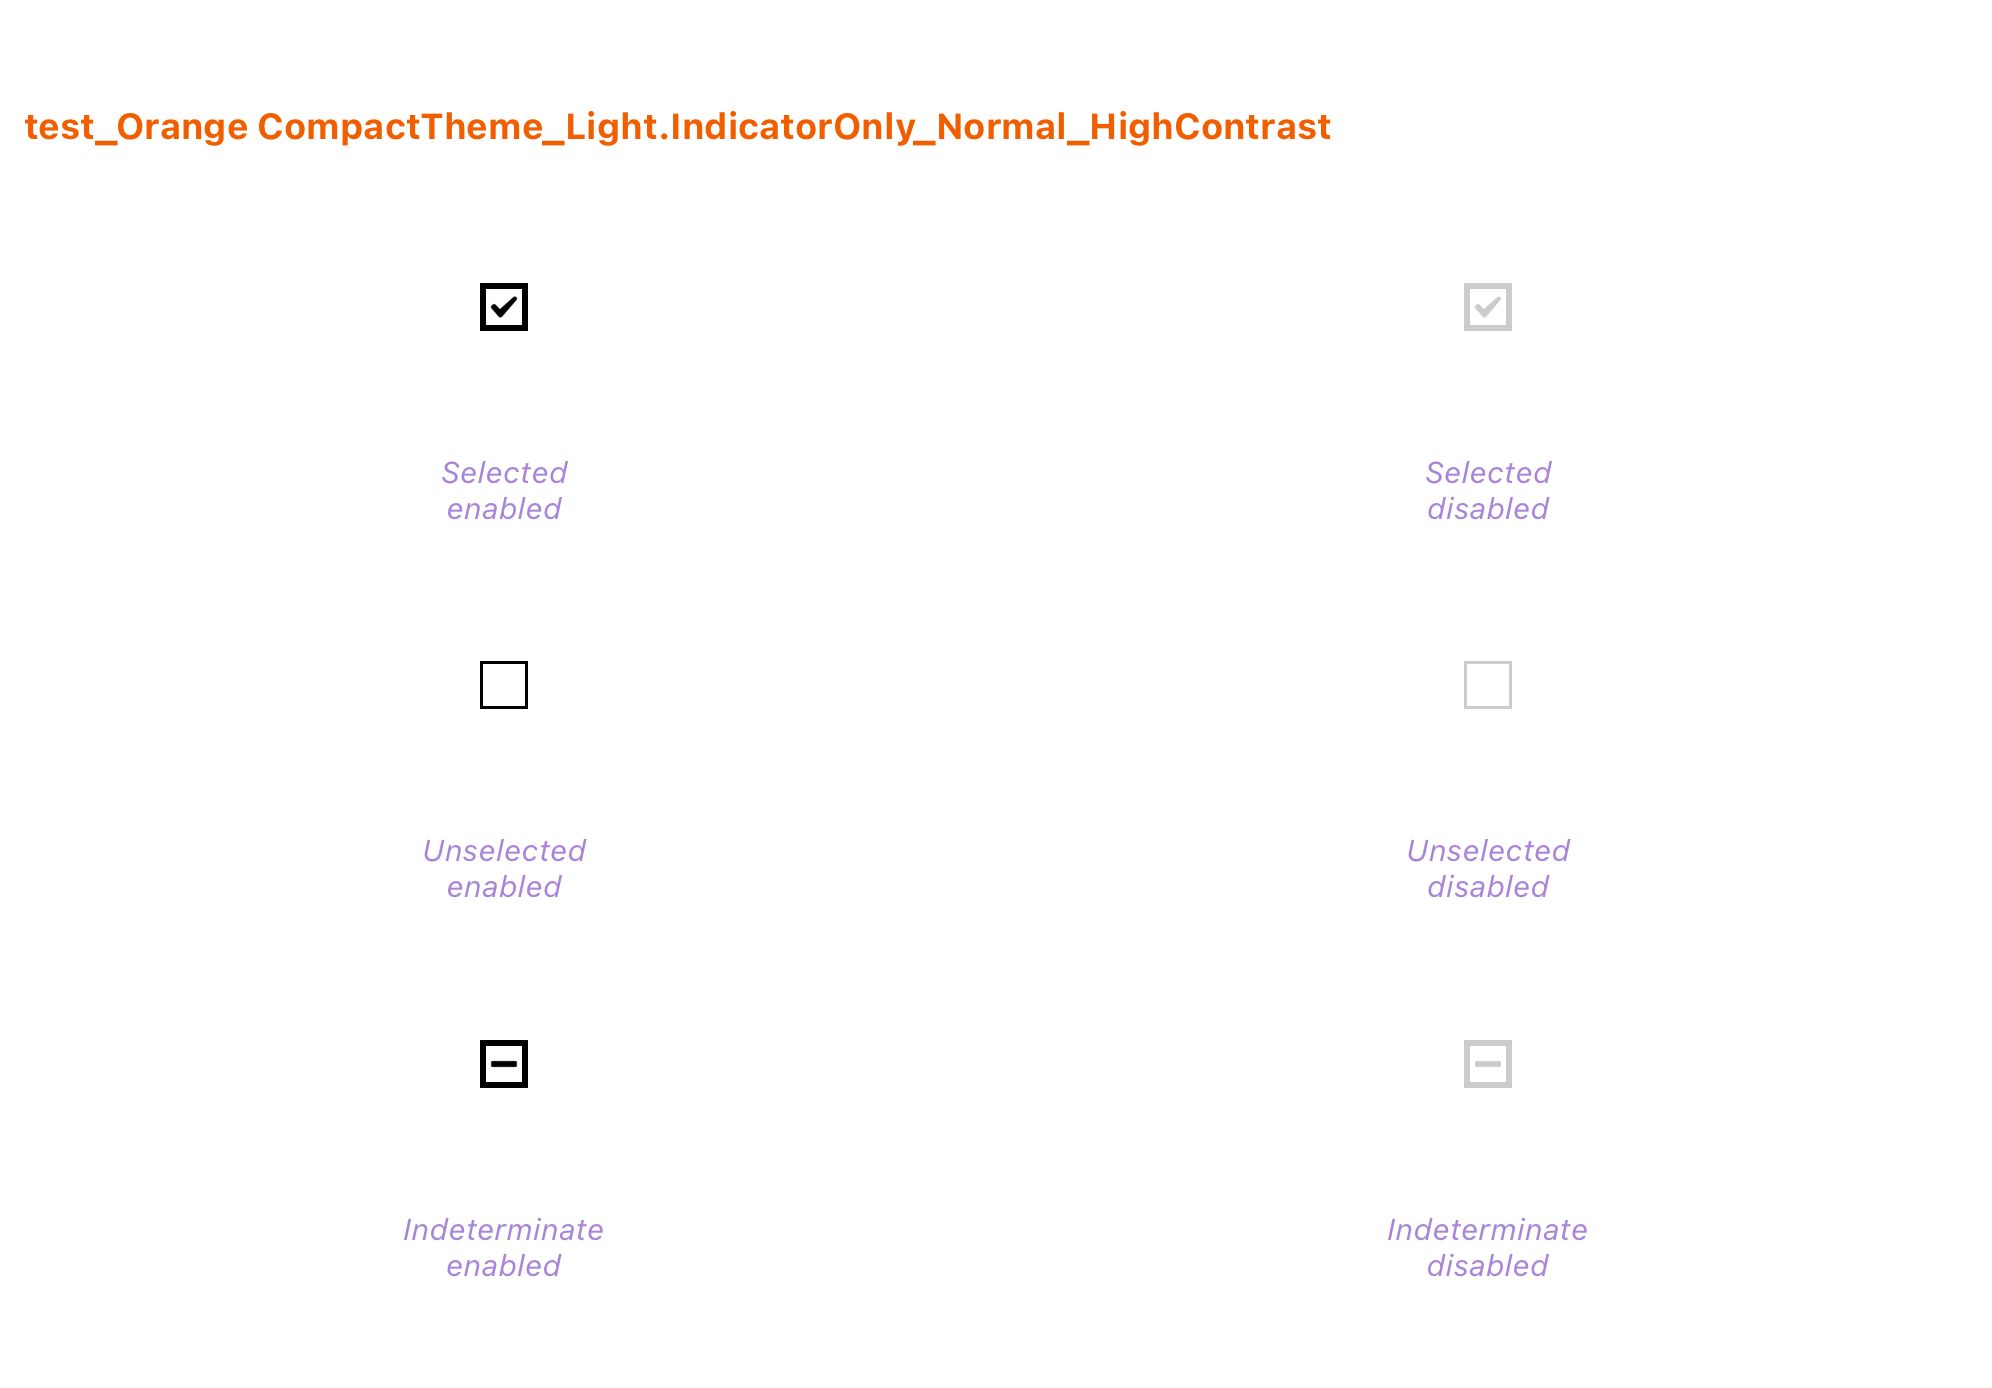 test_Orange CompactTheme_Light.IndicatorOnly_Normal_HighContrast
Selected
enabled
Selected
disabled
Unselected
enabled
Unselected
disabled
Indeterminate
enabled
Indeterminate
disabled